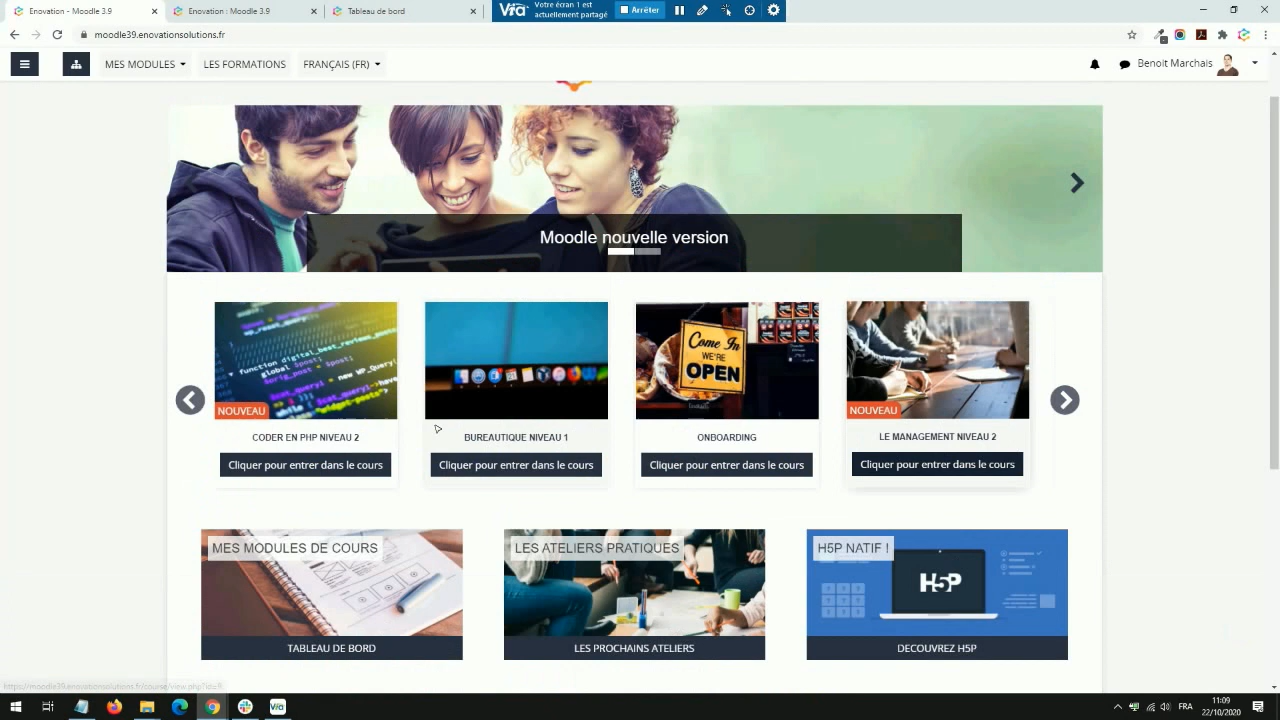 Enovation - Moodle 3.9
Enovation : Moodle 3.9
Tableau de bord
Via
Votre écran 1 est
actuellement partagé
Arrêter
moodle39.enovationsolutions.fr
MES MODULES
LES FORMATIONS
FRANÇAIS (FR)
Benoit Marchais
Moodle nouvelle version
NOUVEAU
CODER EN PHP NIVEAU 2
Cliquer pour entrer dans le cours
BUREAUTIQUE NIVEAU 1
Cliquer pour entrer dans le cours
Come In
WE'RE
OPEN
ONBOARDING
Cliquer pour entrer dans le cours
NOUVEAU
LE MANAGEMENT NIVEAU 2
Cliquer pour entrer dans le cours
MES MODULES DE COURS
TABLEAU DE BORD
LES ATELIERS PRATIQUES
LES PROCHAINS ATELIERS
H5P NATIF !
H5P
DECOUVREZ H5P
Via
FRA
11:09
22/10/2020